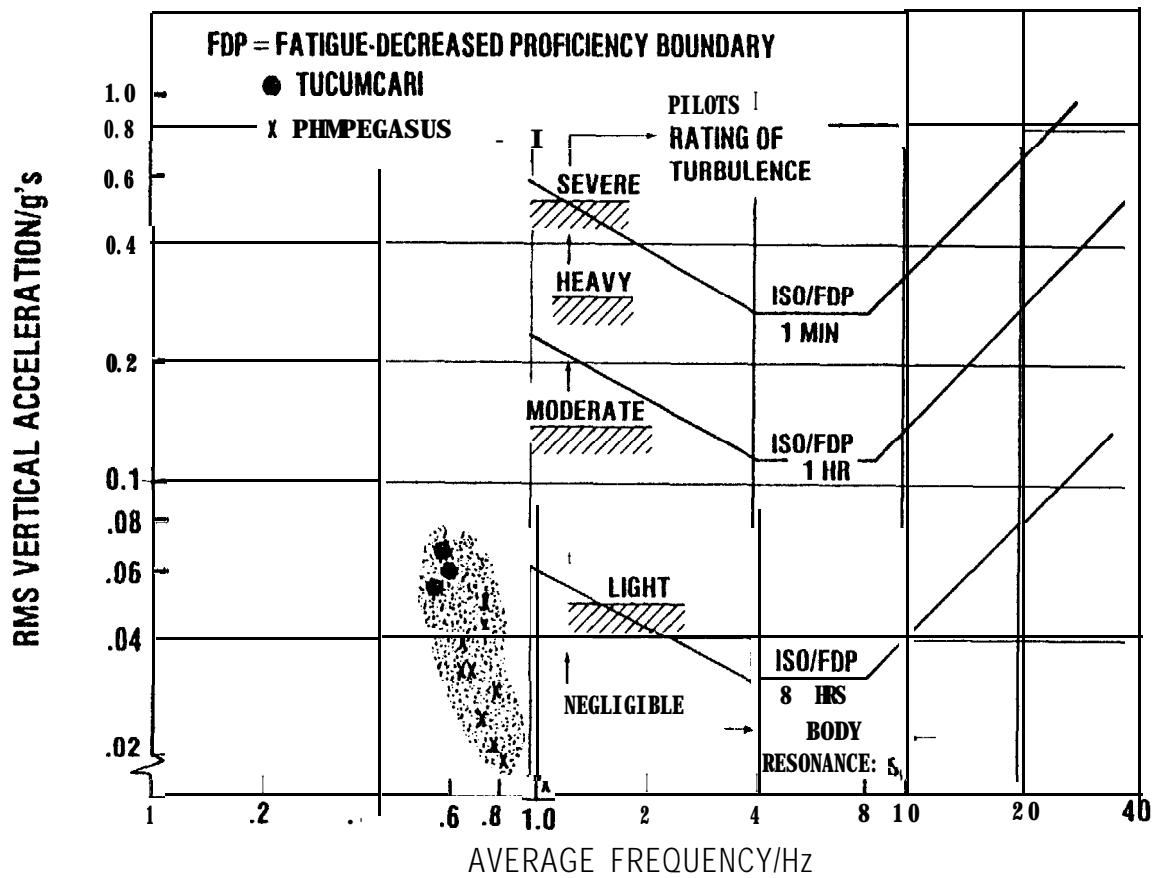 FDP = FATIGUE-DECREASED PROFICIENCY BOUNDARY
● TUCUMCARI
x PHMPEGASUS
PILOTS
RATING OF
TURBULENCE
SEVERE
HEAVY
MODERATE
LIGHT
NEGLIGIBLE
ISO/FDP
1 MIN
ISO/FDP
1 HR
ISO/FDP
8 HRS
BODY
RESONANCE:
RMS VERTICAL ACCELERATION/g's
1.0
0.8
0.6
0.4
0.2
0.1
.08
.06
.04
.02
1 .2 .6 .8 1.0 2 4 8 10 20 40
AVERAGE FREQUENCY/Hz